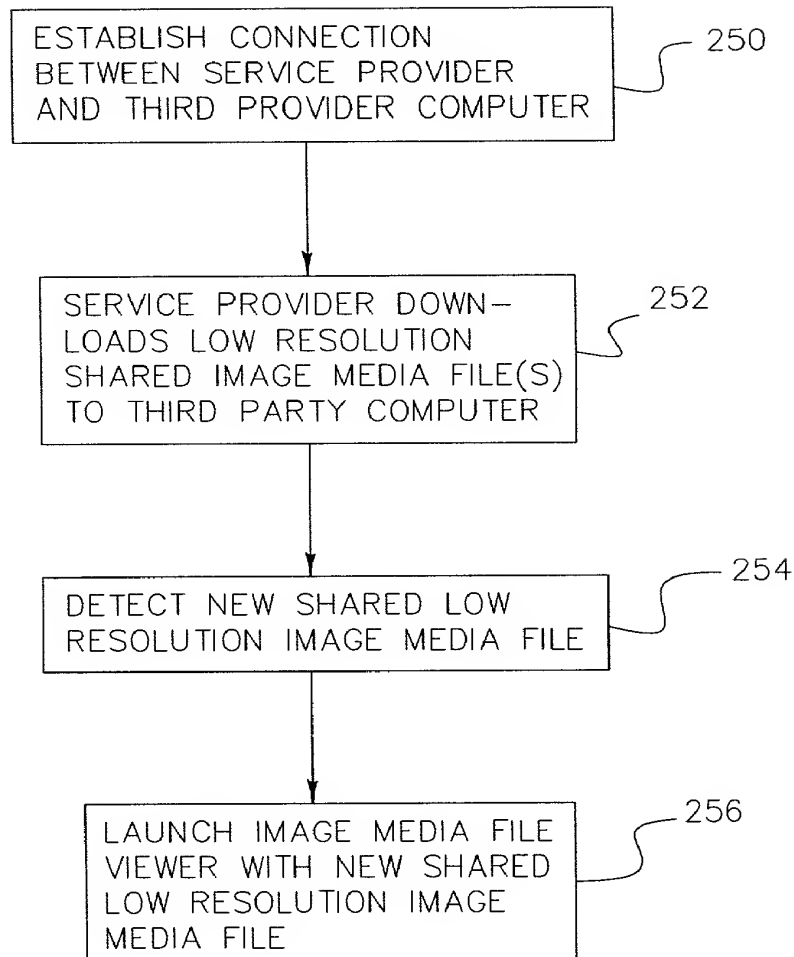 ESTABLISH CONNECTION
BETWEEN SERVICE PROVIDER
AND THIRD PROVIDER COMPUTER
250
SERVICE PROVIDER DOWN-
LOADS LOW RESOLUTION
SHARED IMAGE MEDIA FILE(S)
TO THIRD PARTY COMPUTER
252
DETECT NEW SHARED LOW
RESOLUTION IMAGE MEDIA FILE
254
LAUNCH IMAGE MEDIA FILE
VIEWER WITH NEW SHARED
LOW RESOLUTION IMAGE
MEDIA FILE
256